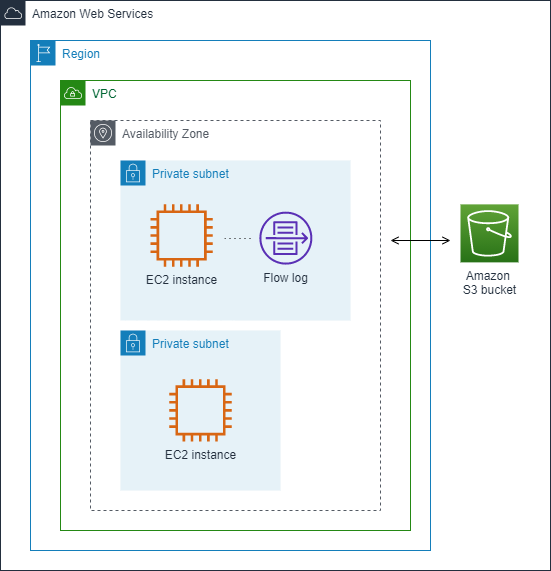 Amazon Web Services
Region
VPC
Availability Zone
Private subnet
EC2 instance
Flow log
Amazon
S3 bucket
Private subnet
EC2 instance